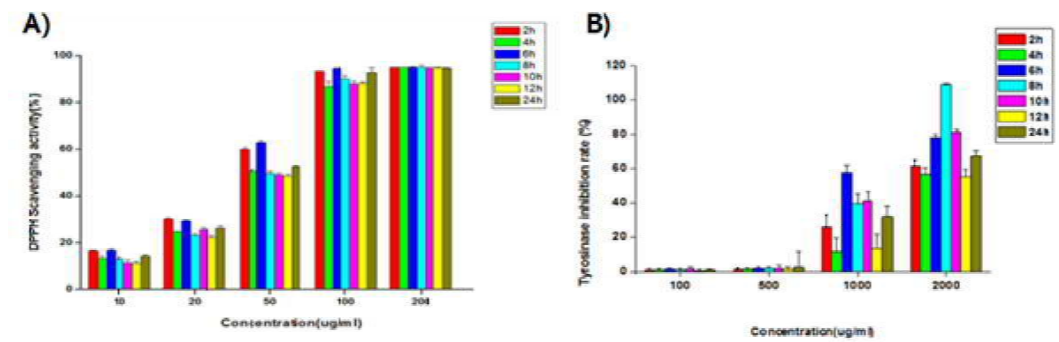 A)
2h
4h
6h
8h
10h
12h
24h
100
80
60
40
20
0
DPPH Scavenging activity(%)
10
20
50
100
204
Concentration(ug/ml)
B)
2h
4h
6h
8h
10h
12h
24h
120
100
80
60
40
20
0
Tyrosinase inhibition rate (%)
100
500
1000
2000
Concentration(ug/ml)